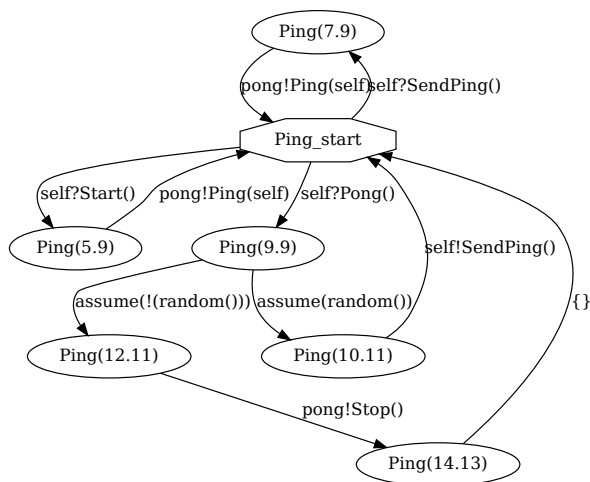 Ping(7.9)
pong!Ping(self)
self?SendPing()
Ping_start
self?Start()
pong!Ping(self)
self?Pong()
Ping(5.9)
Ping(9.9)
self!SendPing()
assume(!(random()))
assume(random())
{}
Ping(12.11)
Ping(10.11)
pong!Stop()
Ping(14.13)